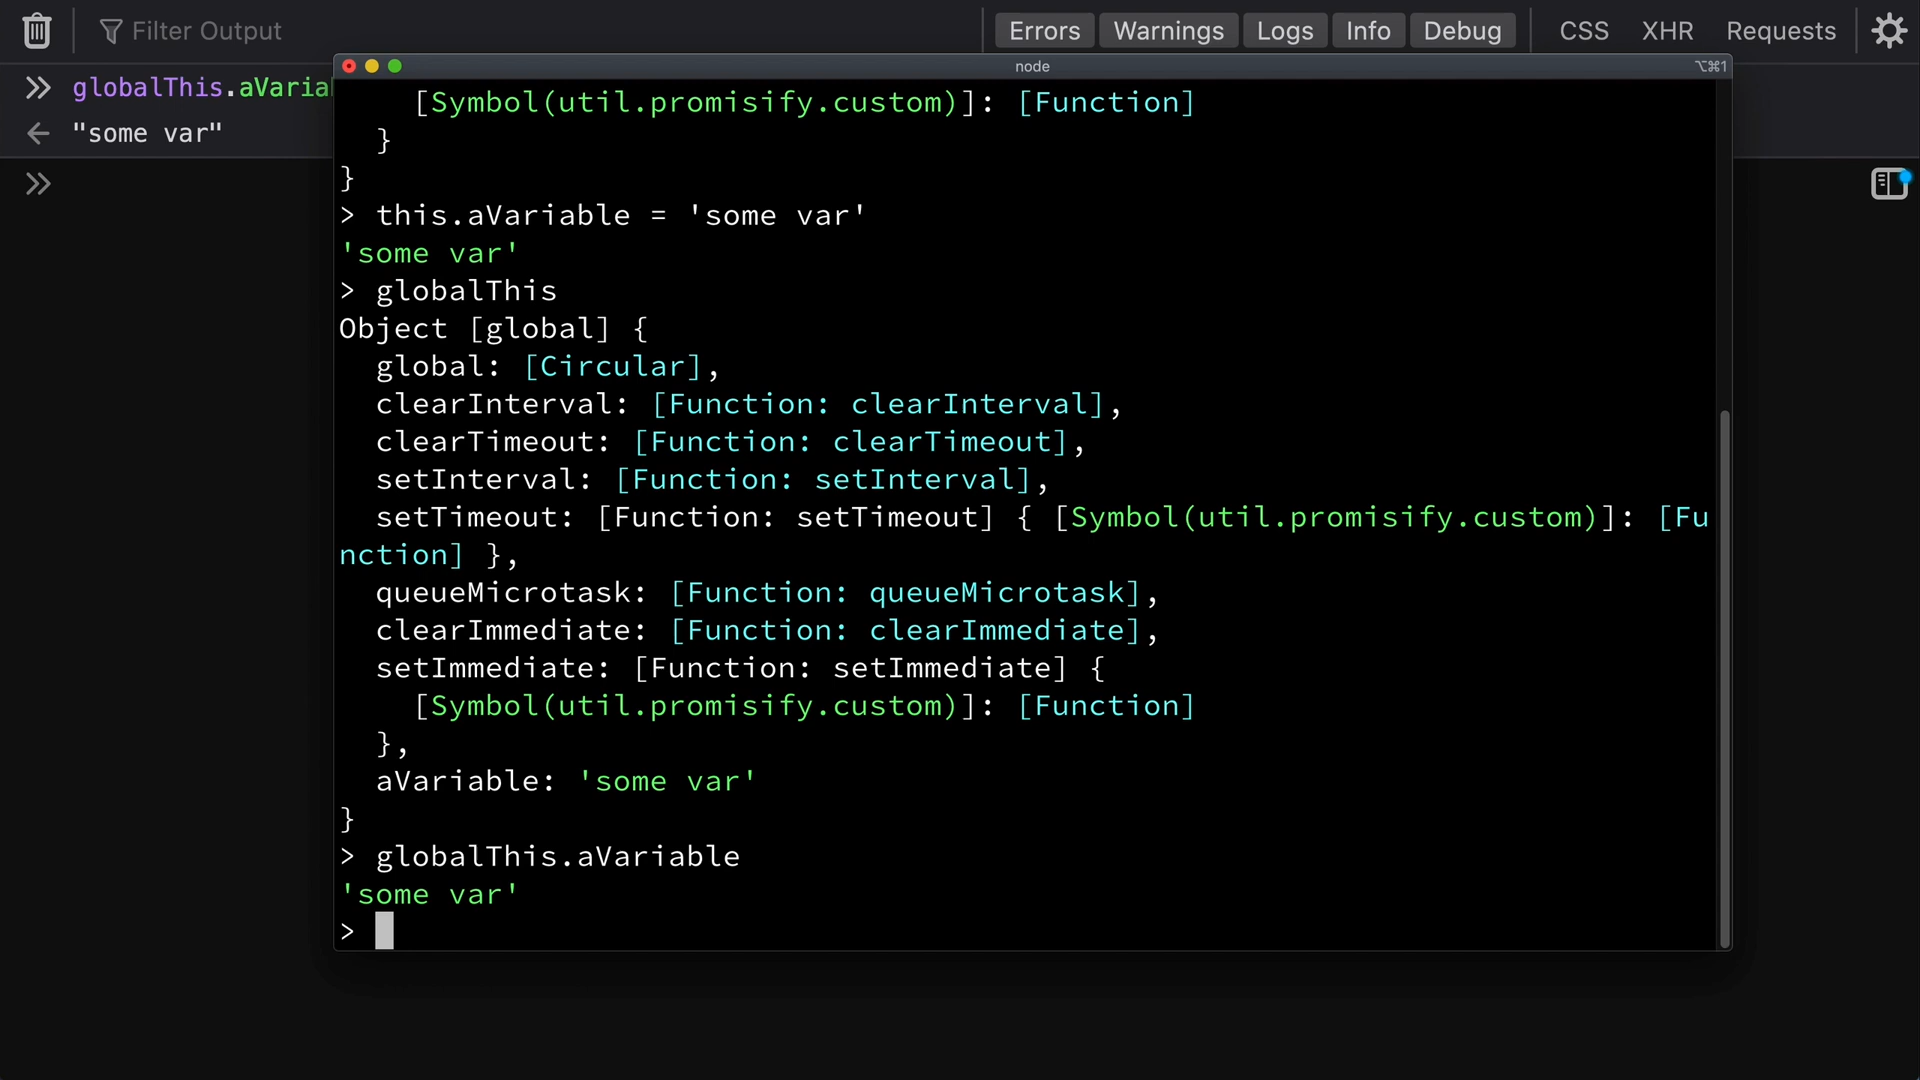 Filter Output
Errors Warnings Logs Info Debug CSS XHR Requests
>> globalThis.aVaria
← "some var"
>>
node
⌥⌘1
[Symbol(util.promisify.custom)]: [Function]
}
}
> this.aVariable = 'some var'
'some var'
> globalThis
Object [global] {
global: [Circular],
clearInterval: [Function: clearInterval],
clearTimeout: [Function: clearTimeout],
setInterval: [Function: setInterval],
setTimeout: [Function: setTimeout] { [Symbol(util.promisify.custom)]: [Fu
nction] },
queueMicrotask: [Function: queueMicrotask],
clearImmediate: [Function: clearImmediate],
setImmediate: [Function: setImmediate] {
[Symbol(util.promisify.custom)]: [Function]
},
aVariable: 'some var'
}
> globalThis.aVariable
'some var'
>